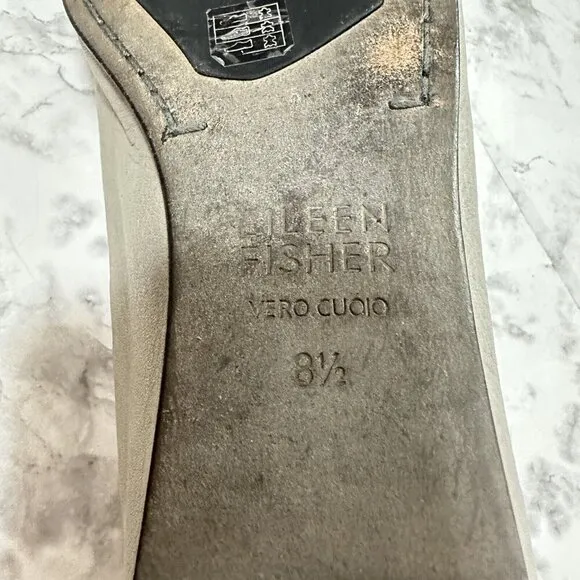 EILEEN
FISHER
VERO CUOIO
8½